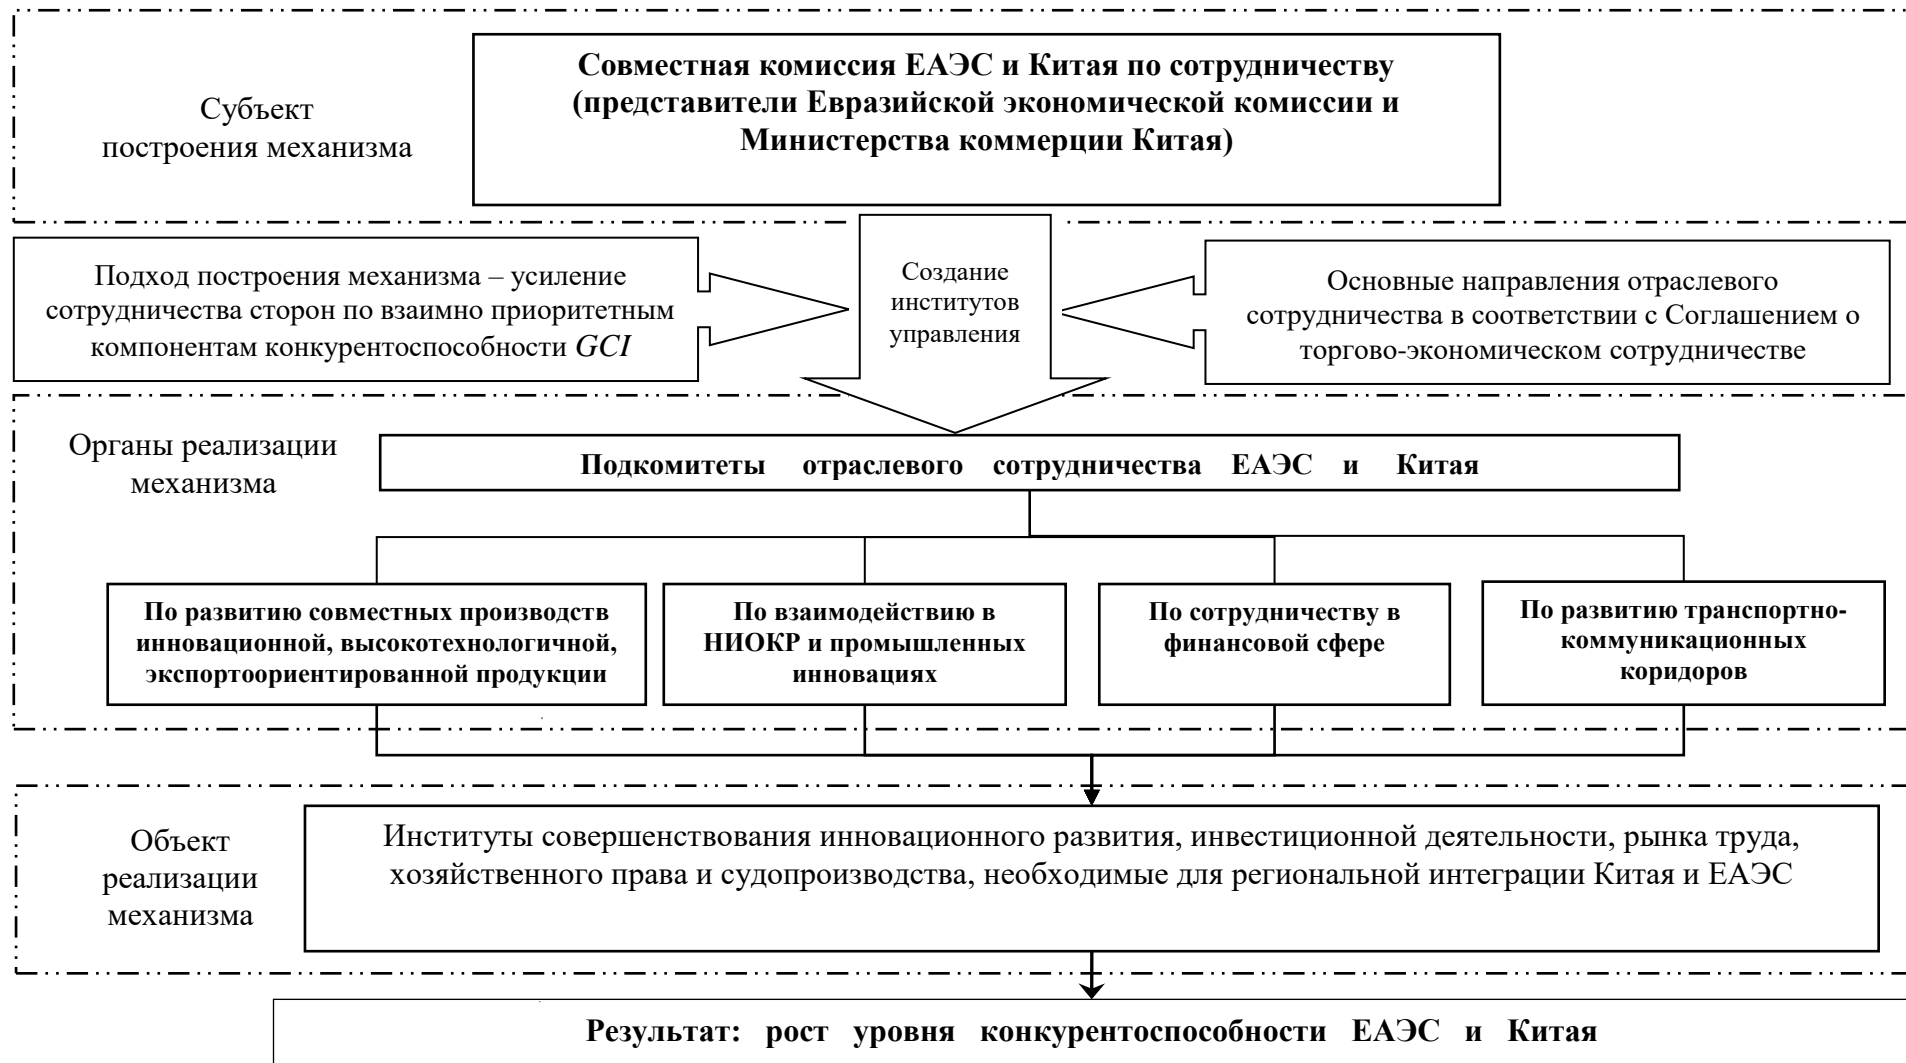 Субъект
построения механизма
Совместная комиссия ЕАЭС и Китая по сотрудничеству
(представители Евразийской экономической комиссии и
Министерства коммерции Китая)
Подход построения механизма – усиление
сотрудничества сторон по взаимно приоритетным
компонентам конкурентоспособности GCI
Создание
институтов
управления
Основные направления отраслевого
сотрудничества в соответствии с Соглашением о
торгово-экономическом сотрудничестве
Органы реализации
механизма
Подкомитеты отраслевого сотрудничества ЕАЭС и Китая
По развитию совместных производств
инновационной, высокотехнологичной,
экспортоориентированной продукции
По взаимодействию в
НИОКР и промышленных
инновациях
По сотрудничеству в
финансовой сфере
По развитию транспортно-
коммуникационных
коридоров
Объект
реализации
механизма
Институты совершенствования инновационного развития, инвестиционной деятельности, рынка труда,
хозяйственного права и судопроизводства, необходимые для региональной интеграции Китая и ЕАЭС
Результат: рост уровня конкурентоспособности ЕАЭС и Китая